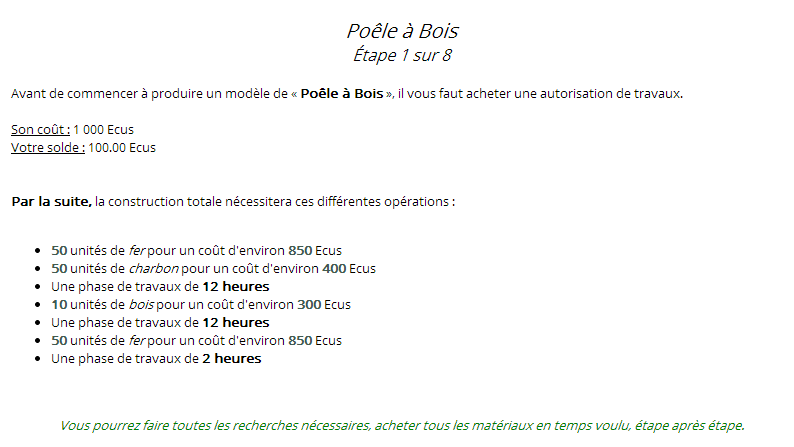 Poêle à Bois
Étape 1 sur 8
Avant de commencer à produire un modèle de « Poêle à Bois », il vous faut acheter une autorisation de travaux.
Son coût : 1 000 Ecus
Votre solde : 100.00 Ecus
Par la suite, la construction totale nécessitera ces différentes opérations :
50 unités de fer pour un coût d'environ 850 Ecus
50 unités de charbon pour un coût d'environ 400 Ecus
Une phase de travaux de 12 heures
10 unités de bois pour un coût d'environ 300 Ecus
Une phase de travaux de 12 heures
50 unités de fer pour un coût d'environ 850 Ecus
Une phase de travaux de 2 heures
Vous pourrez faire toutes les recherches nécessaires, acheter tous les matériaux en temps voulu, étape après étape.